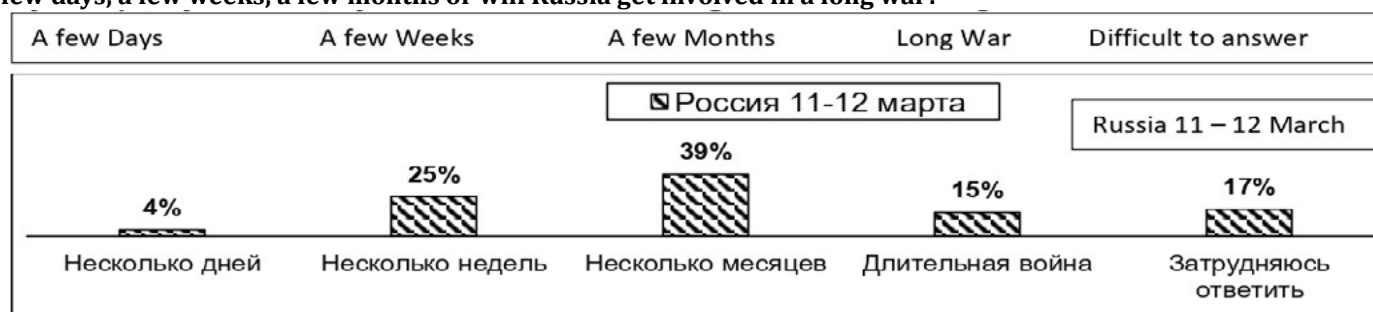 few days, a few weeks, a few months or will Russia get involved in a long war?
A few Days A few Weeks A few Months Long War Difficult to answer
Россия 11-12 марта
Russia 11 – 12 March
4% 25% 39% 15% 17%
Несколько дней Несколько недель Несколько месяцев Длительная война Затрудняюсь
ответить